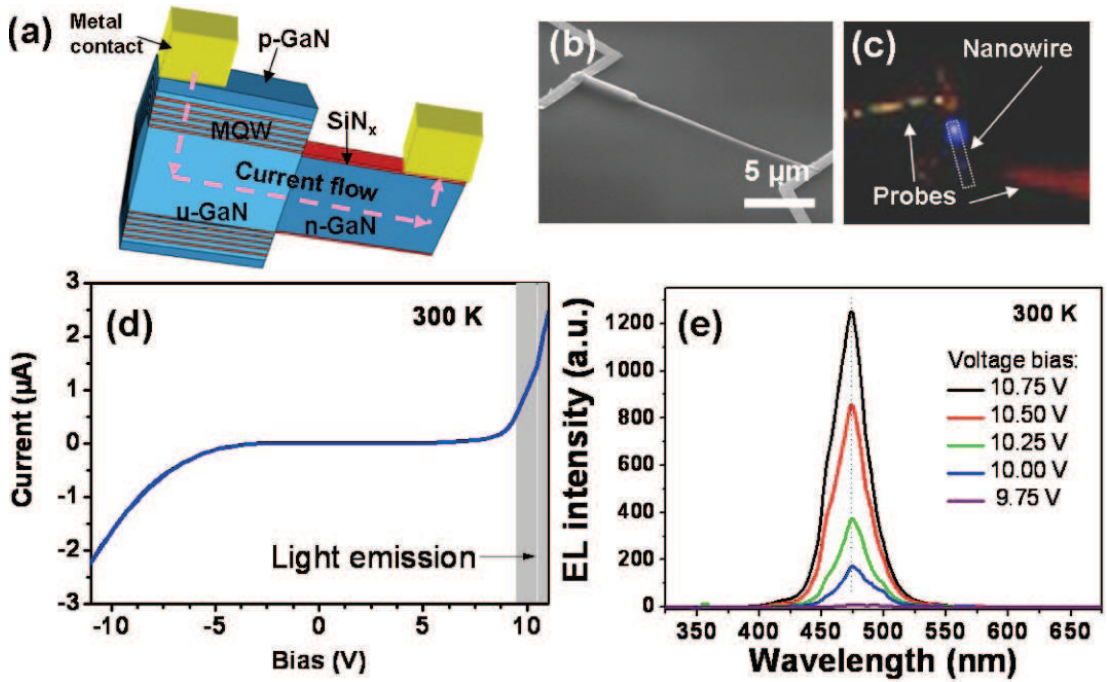 (a)
Metal
contact
p-GaN
MQW
SiNx
Current flow
u-GaN
n-GaN
(b)
5 μm
(c)
Nanowire
Probes
(d)
300 K
3
2
1
0
-1
-2
-3
Current (μA)
Light emission
-10 -5 0 5 10
Bias (V)
(e)
300 K
Voltage bias:
10.75 V
10.50 V
10.25 V
10.00 V
9.75 V
1200
1000
800
600
400
200
0
EL intensity (a.u.)
350 400 450 500 550 600 650
Wavelength (nm)